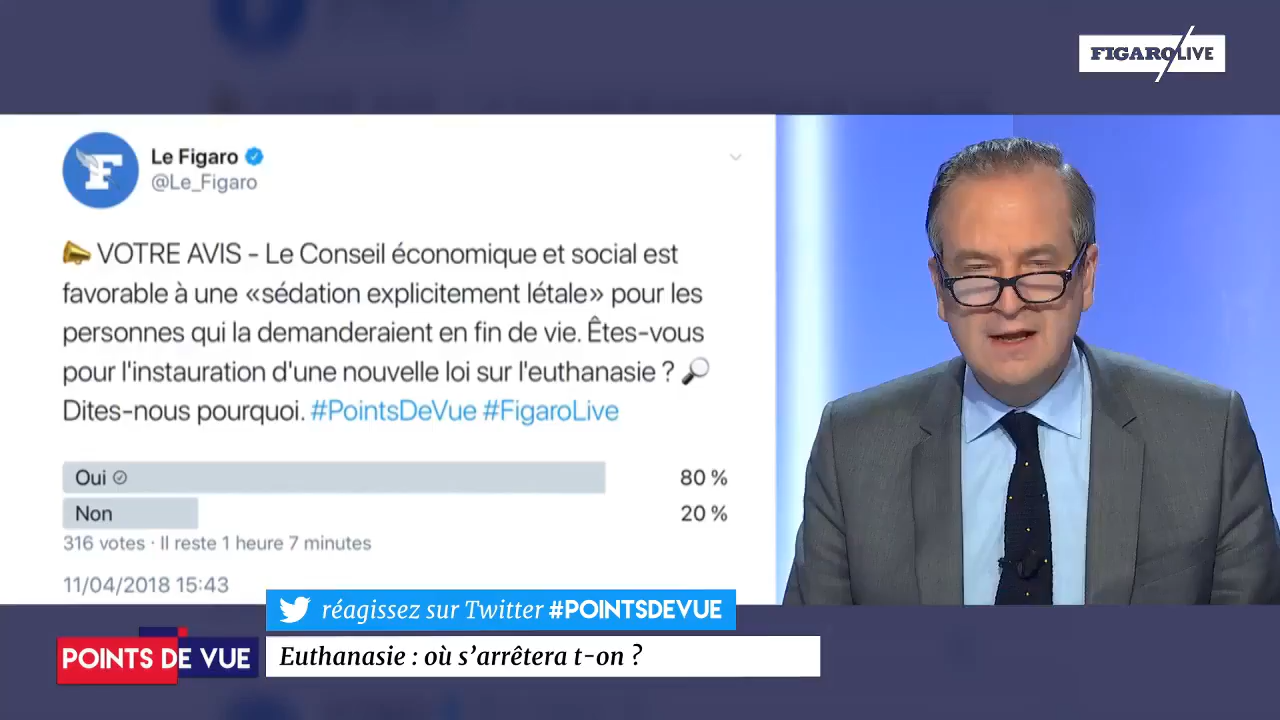 FIGAROLIVE
Le Figaro
@Le_Figaro
VOTRE AVIS - Le Conseil économique et social est
favorable à une «sédation explicitement létale» pour les
personnes qui la demanderaient en fin de vie. Êtes-vous
pour l'instauration d'une nouvelle loi sur l'euthanasie ?
Dites-nous pourquoi. #PointsDeVue #FigaroLive
Oui 80 %
Non 20 %
316 votes · Il reste 1 heure 7 minutes
11/04/2018 15:43
réagissez sur Twitter #POINTSDEVUE
POINTS DE VUE
Euthanasie : où s'arrêtera t-on ?